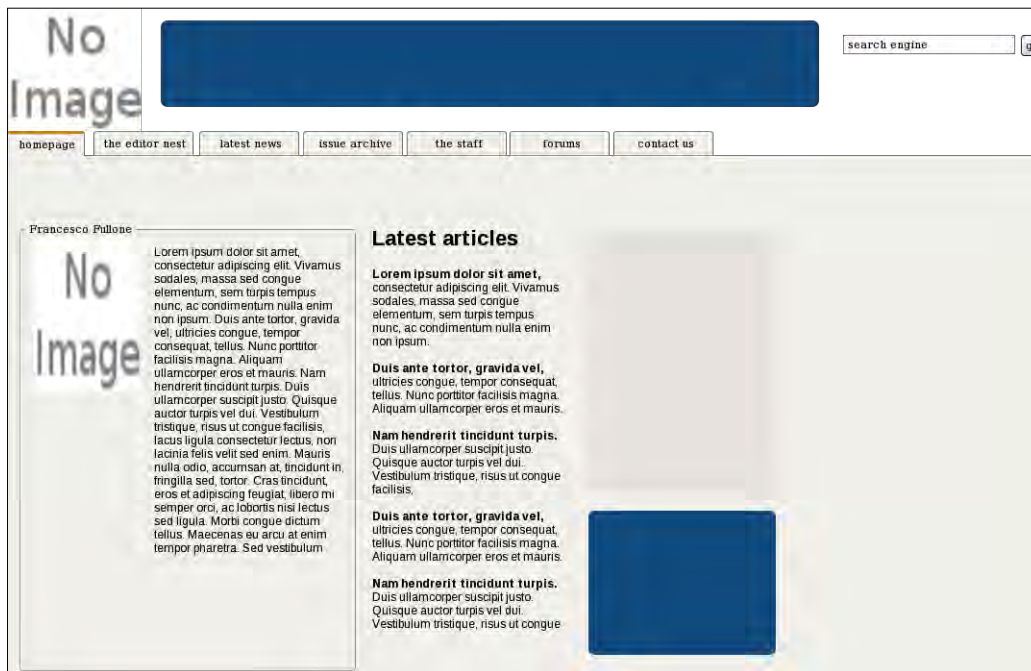 No
Image
search engine
homepage
the editor nest
latest news
issue archive
the staff
forums
contact us
Francesco Fullone
No
Image
Lorem ipsum dolor sit amet,
consectetur adipiscing elit. Vivamus
sodales, massa sed congue
elementum, sem turpis tempus
nunc, ac condimentum nulla enim
non ipsum. Duis ante tortor, gravida
vel, ultricies congue, tempor
consequat, tellus. Nunc porttitor
facilisis magna. Aliquam
ullamcorper eros et mauris. Nam
hendrerit tincidunt turpis. Duis
ullamcorper suscipit justo. Quisque
auctor turpis vel dui. Vestibulum
tristique, risus ut congue facilisis,
lacus ligula consectetur lectus, non
lacinia felis velit sed enim. Mauris
nulla odio, accumsan at, tincidunt in,
fringilla sed, tortor. Cras tincidunt,
eros et adipiscing feugiat, libero mi
semper orci, ac lobortis nisi lectus
sed ligula. Morbi congue dictum
tellus. Maecenas eu arcu at enim
tempor pharetra. Sed vestibulum
Latest articles
Lorem ipsum dolor sit amet,
consectetur adipiscing elit. Vivamus
sodales, massa sed congue
elementum, sem turpis tempus
nunc, ac condimentum nulla enim
non ipsum.
Duis ante tortor, gravida vel,
ultricies congue, tempor consequat,
tellus. Nunc porttitor facilisis magna.
Aliquam ullamcorper eros et mauris.
Nam hendrerit tincidunt turpis.
Duis ullamcorper suscipit justo.
Quisque auctor turpis vel dui.
Vestibulum tristique, risus ut congue
facilisis,
Duis ante tortor, gravida vel,
ultricies congue, tempor consequat,
tellus. Nunc porttitor facilisis magna.
Aliquam ullamcorper eros et mauris.
Nam hendrerit tincidunt turpis.
Duis ullamcorper suscipit justo.
Quisque auctor turpis vel dui.
Vestibulum tristique, risus ut congue